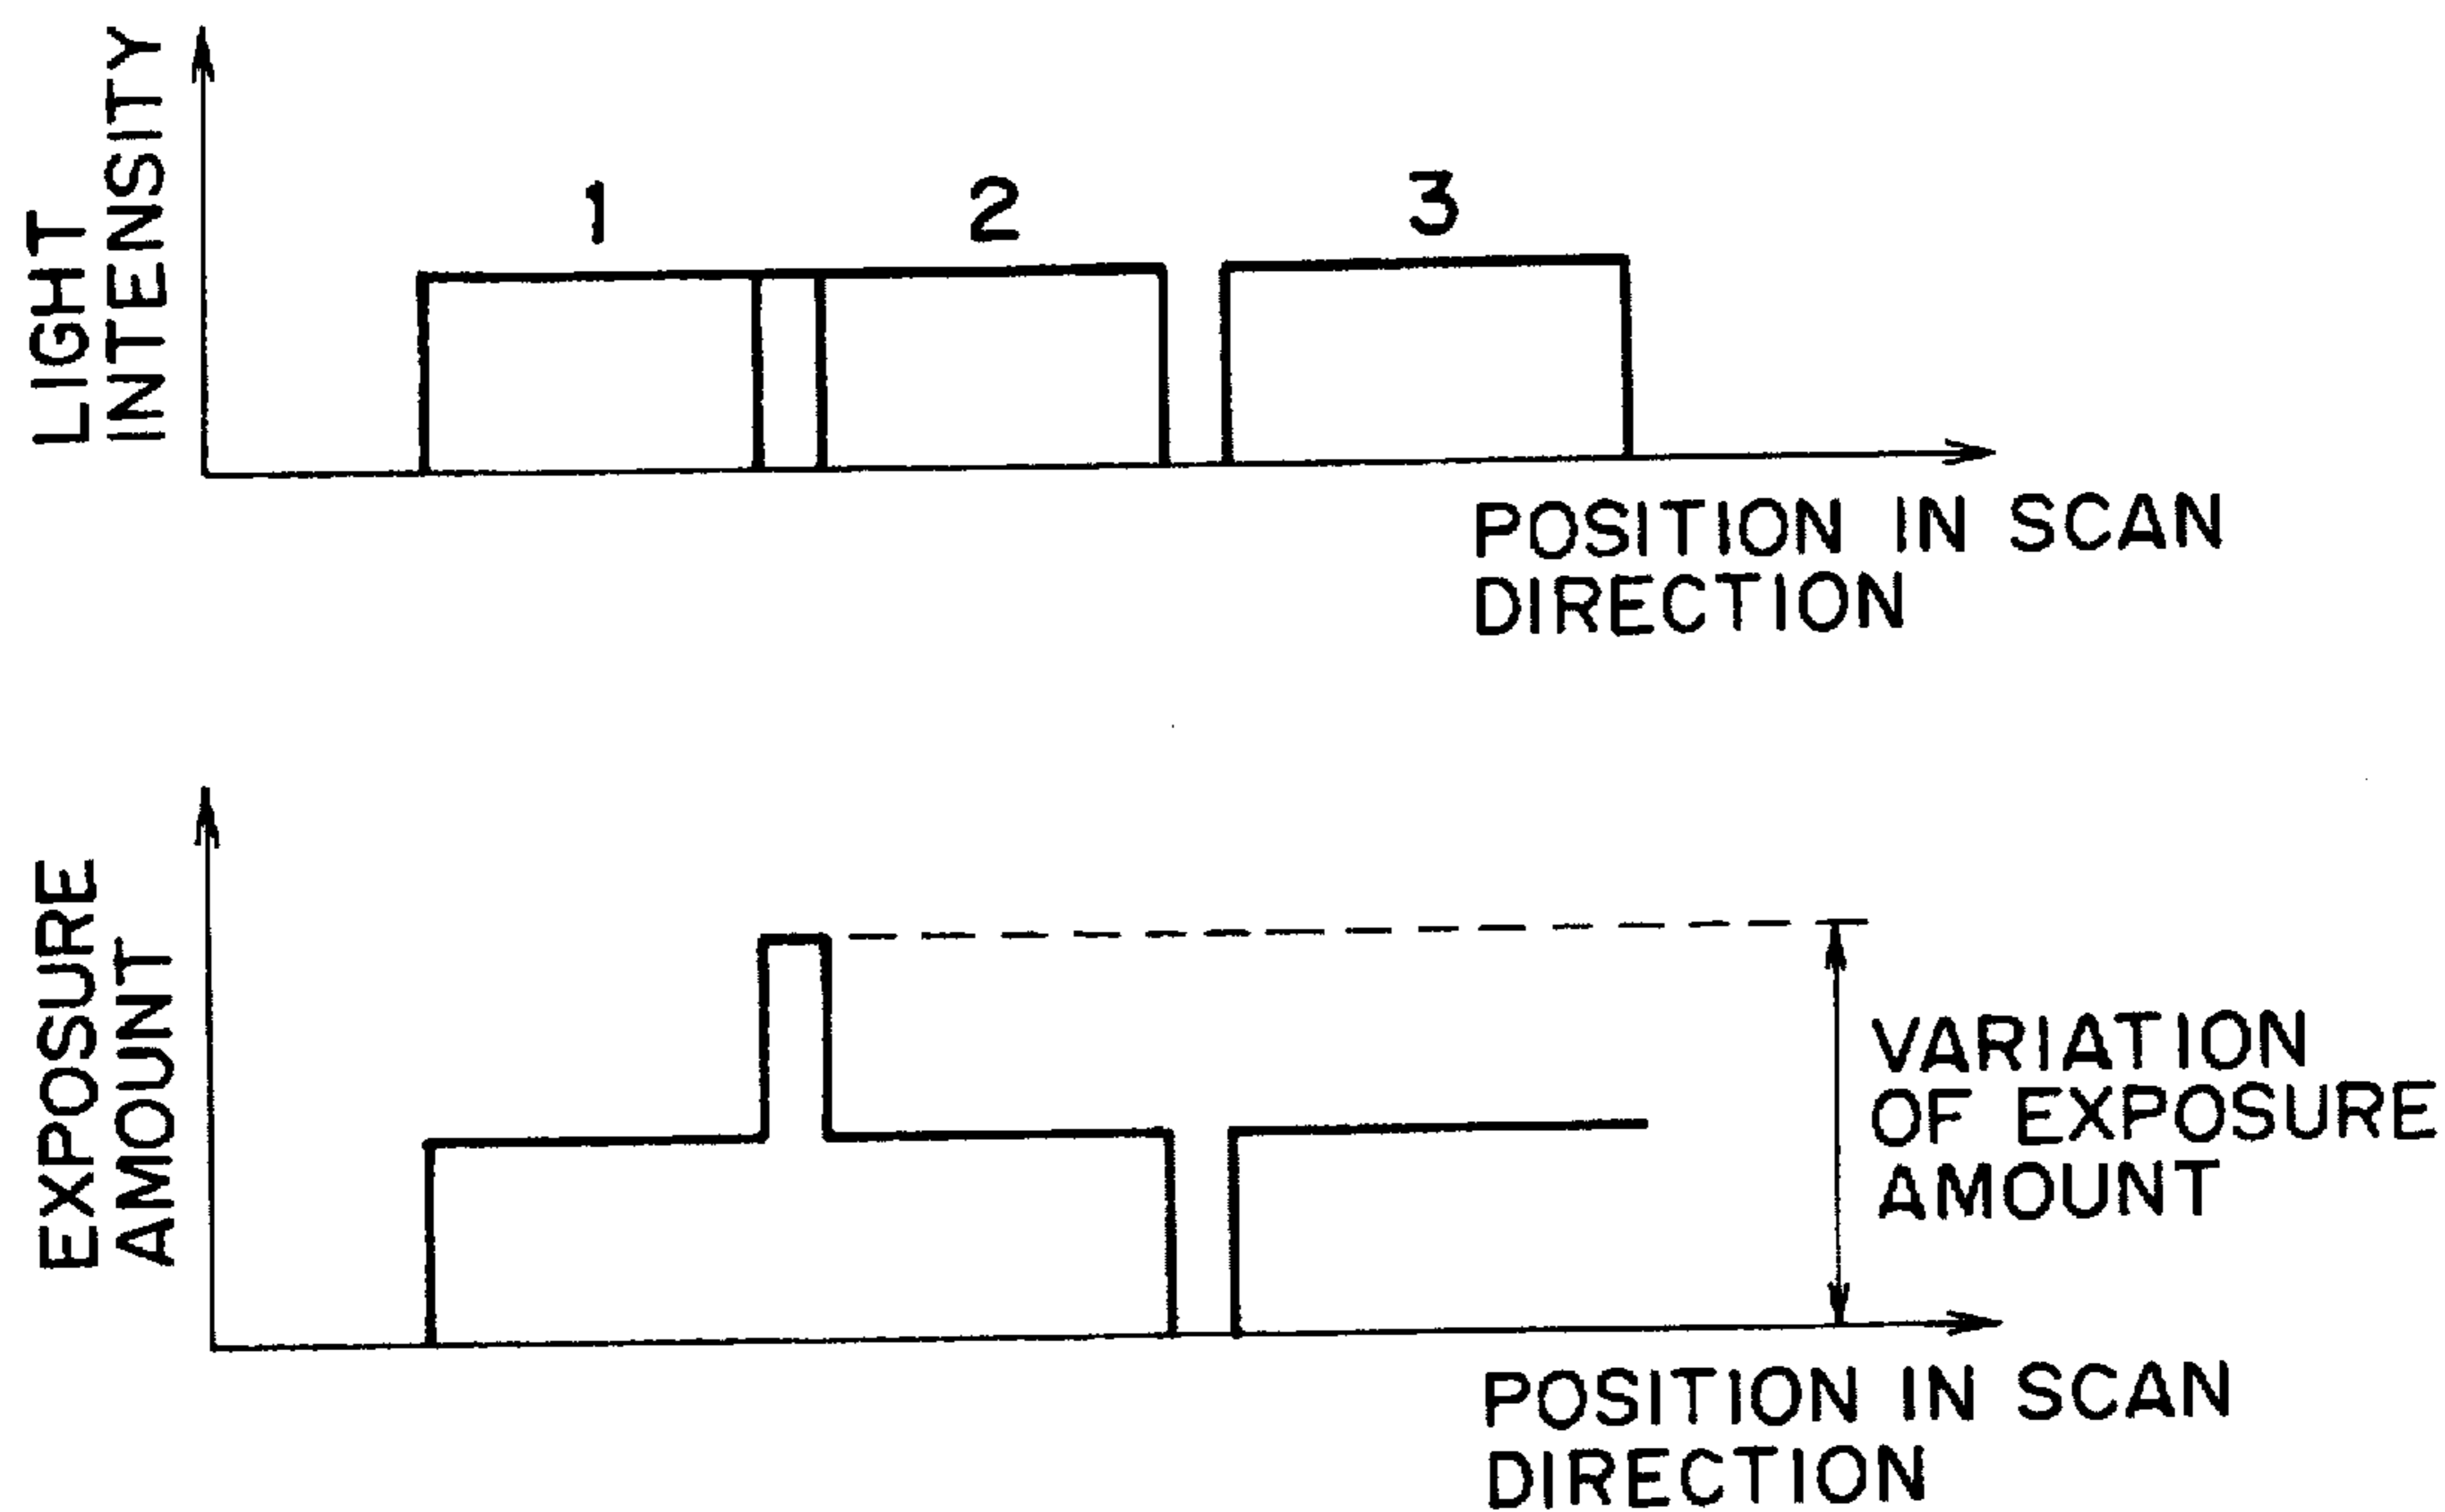 LIGHT
INTENSITY
1
2
3
POSITION IN SCAN
DIRECTION
EXPOSURE
AMOUNT
VARIATION
OF EXPOSURE
AMOUNT
POSITION IN SCAN
DIRECTION